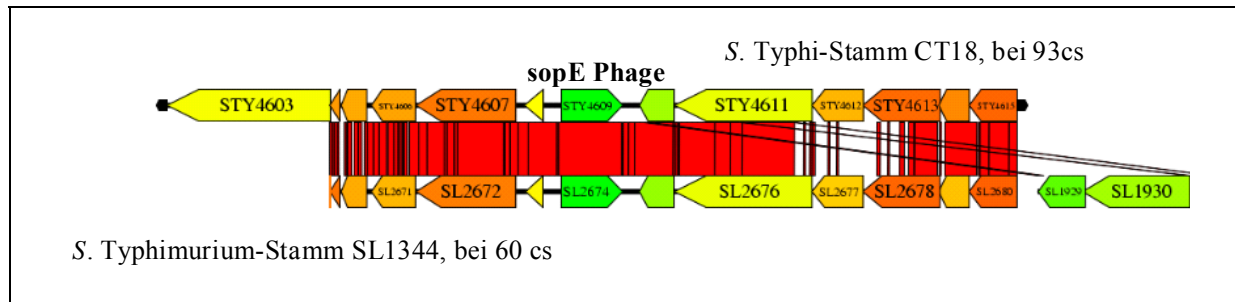 S. Typhi-Stamm CT18, bei 93cs
sopE Phage
STY4603 STY4606 STY4607 STY4609 STY4611 STY4612 STY4613 STY4615
SL2671 SL2672 SL2674 SL2676 SL2677 SL2678 SL2680 SL1929 SL1930
S. Typhimurium-Stamm SL1344, bei 60 cs